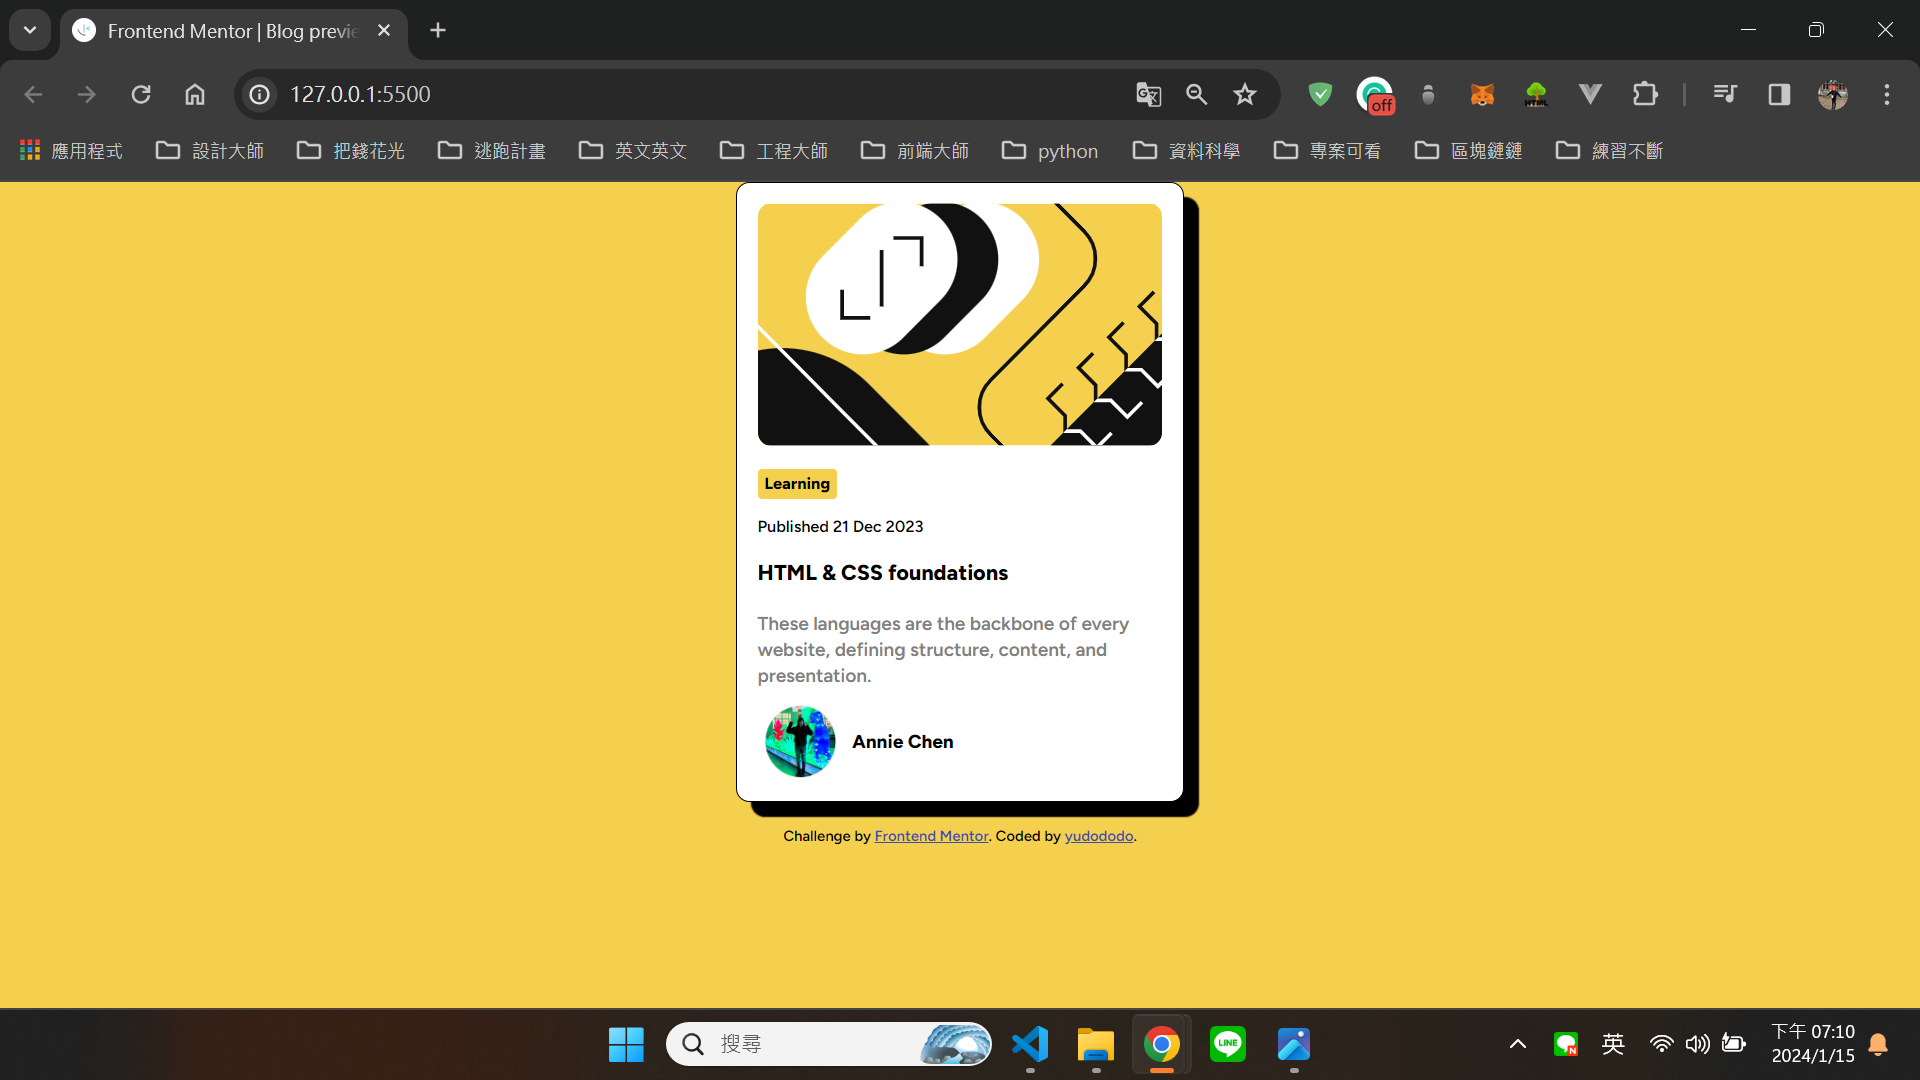 Frontend Mentor | Blog previe
127.0.0.1:5500
off
HTML
應用程式
設計大師
把錢花光
逃跑計畫
英文英文
工程大師
前端大師
python
資料科學
專案可看
區塊鏈鏈
練習不斷
Learning
Published 21 Dec 2023
HTML & CSS foundations
These languages are the backbone of every
website, defining structure, content, and
presentation.
Annie Chen
Challenge by Frontend Mentor. Coded by yudododo.
搜尋
LINE
N
英
下午 07:10
2024/1/15